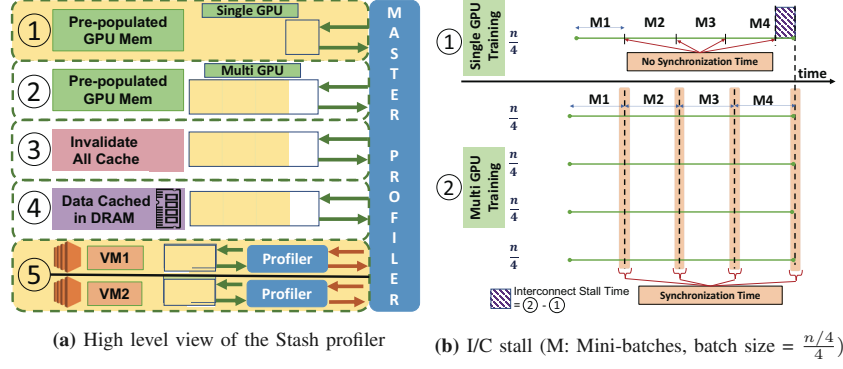 ①
Pre-populated
GPU Mem
Single GPU
②
Pre-populated
GPU Mem
Multi GPU
③
Invalidate
All Cache
④
Data Cached
in DRAM
⑤
VM1
Profiler
VM2
Profiler
MASTER PROFILER
(a) High level view of the Stash profiler
①
Single GPU
Training
n/4
M1 M2 M3 M4
No Synchronization Time
time
②
Multi GPU
Training
M1 M2 M3 M4
n/4
n/4
n/4
n/4
Synchronization Time
Interconnect Stall Time
= ② - ①
(b) I/C stall (M: Mini-batches, batch size = \frac{n/4}{4})